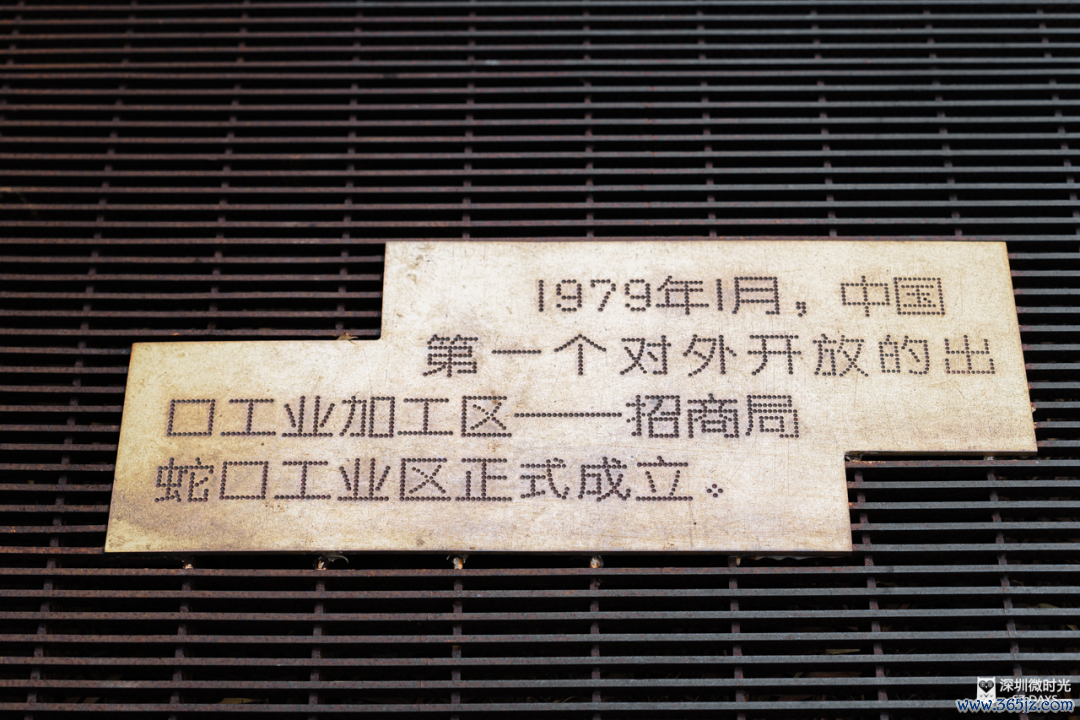 1979年1月，中国
第一个对外开放的出
口工业加工区——招商局
蛇口工业区正式成立。
深圳微时光
www.365jz.com